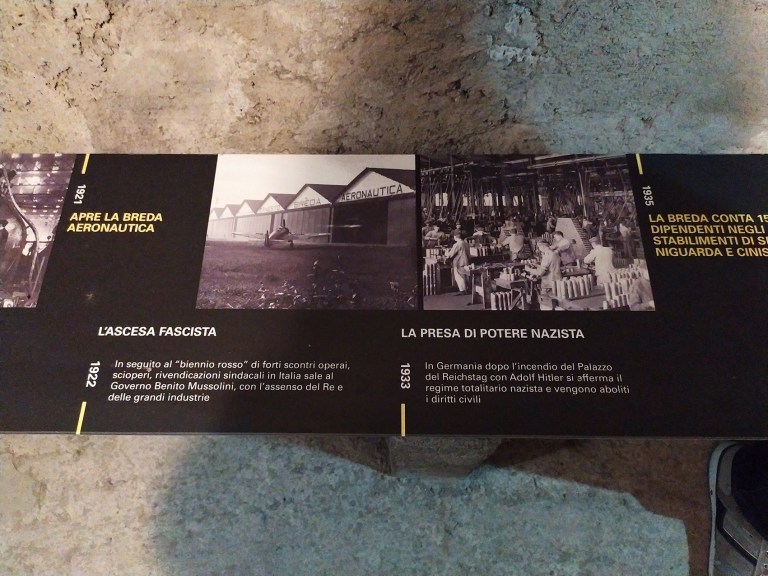 1921
APRE LA BREDA
AERONAUTICA
BREDA AERONAUTICA
1935
LA BREDA CONTA 15
DIPENDENTI NEGLI
STABILIMENTI DI
NIGUARDA E CINIS
L'ASCESA FASCISTA
1922
In seguito al "biennio rosso" di forti scontri operai,
scioperi, rivendicazioni sindacali in Italia sale al
Governo Benito Mussolini, con l'assenso del Re e
delle grandi industrie
LA PRESA DI POTERE NAZISTA
1933
In Germania dopo l'incendio del Palazzo
del Reichstag con Adolf Hitler si afferma il
regime totalitario nazista e vengono aboliti
i diritti civili